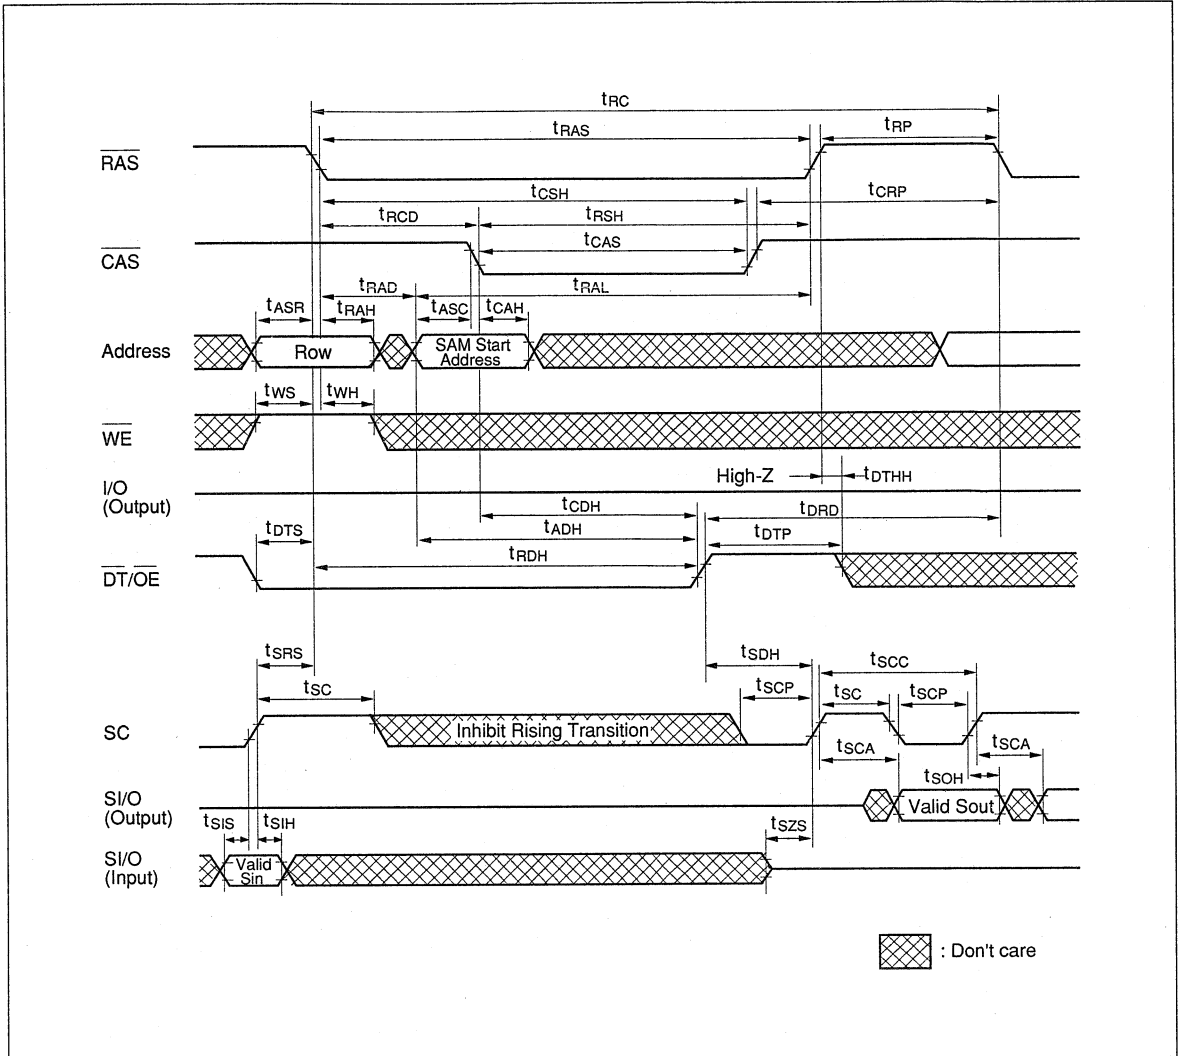 tRC
tRAS
tRP
RAS
tCSH
tCRP
tRCD
tRSH
tCAS
CAS
tRAD
tRAL
tASR
tRAH
tASC
tCAH
Address
Row
SAM Start
Address
tWS
tWH
WE
High-Z
tDTHH
I/O
(Output)
tCDH
tDRD
tDTS
tADH
tDTP
tRDH
DT/OE
tSRS
tSDH
tSCC
tSC
tSCP
tSC
tSCP
SC
Inhibit Rising Transition
tSCA
tSCA
tSOH
SI/O
(Output)
Valid Sout
tSIS
tSIH
tSZS
SI/O
(Input)
Valid
Sin
: Don't care